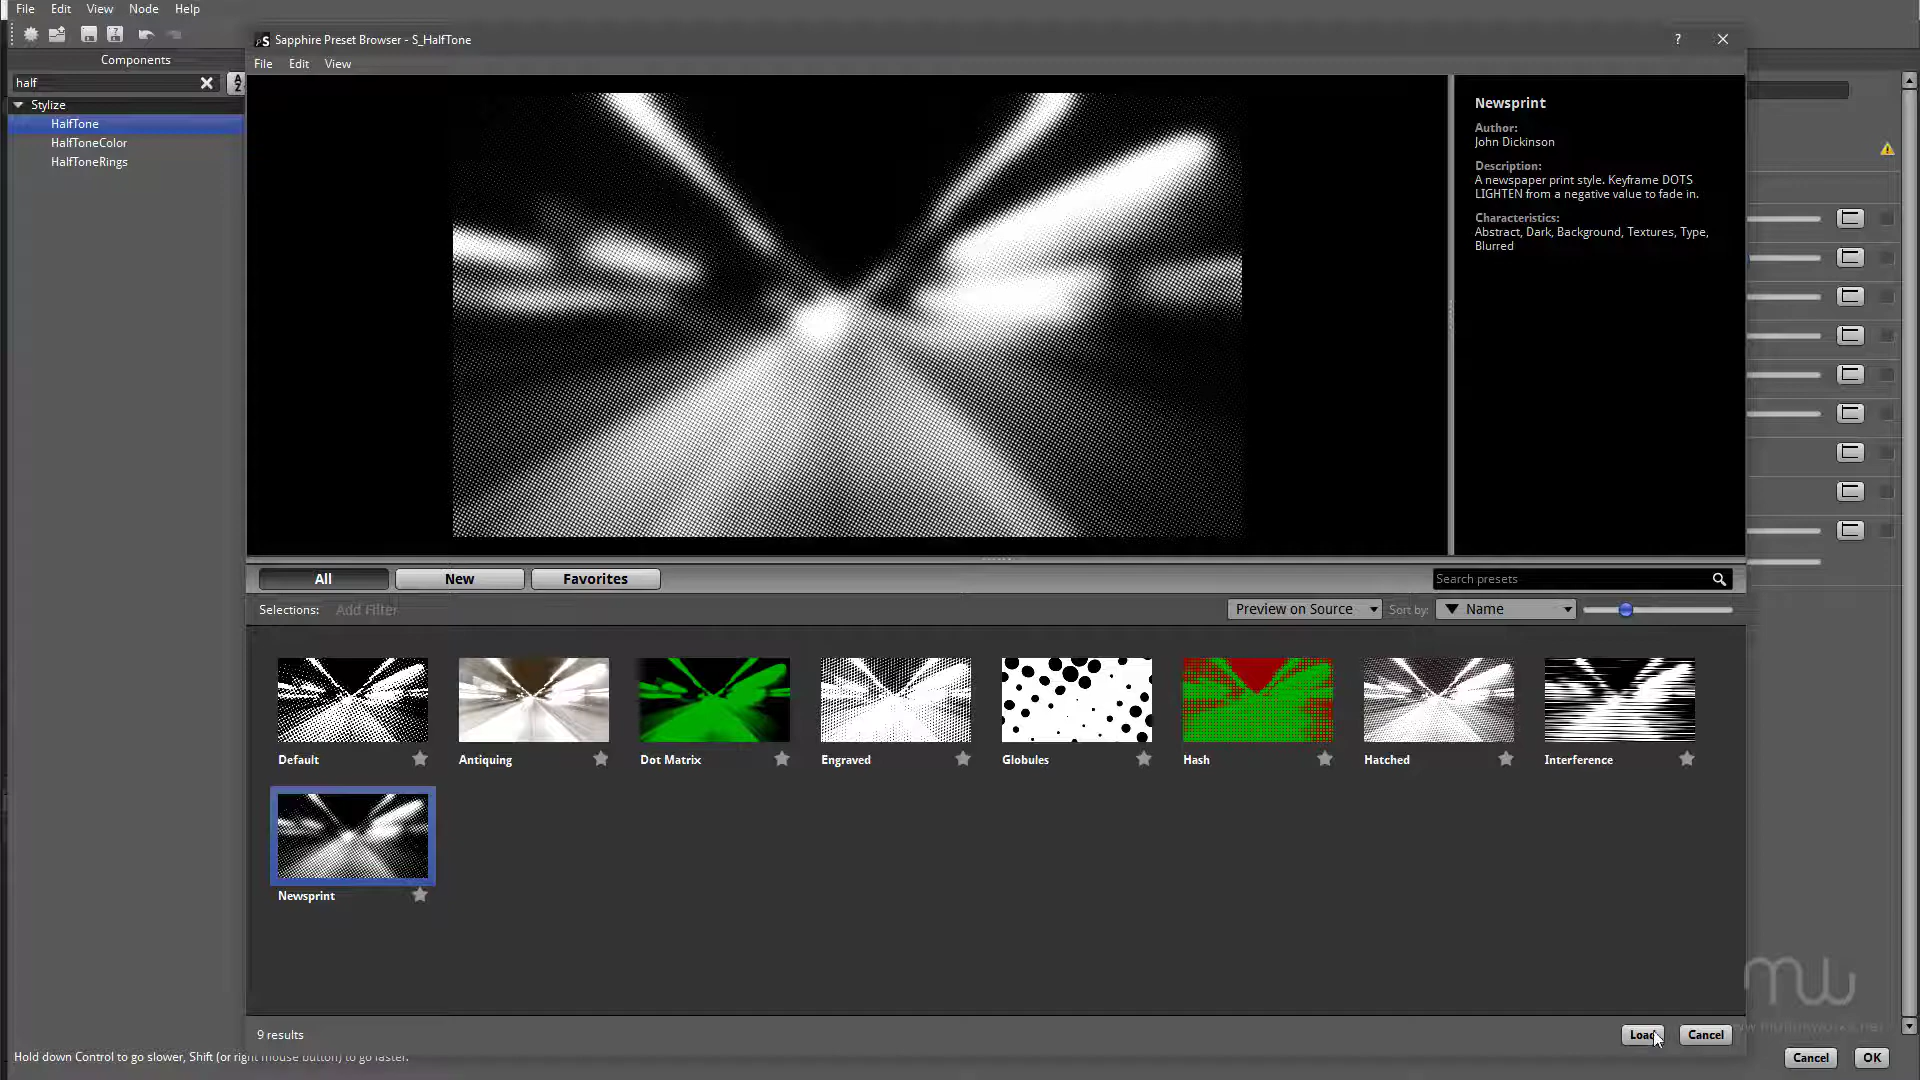 File Edit View Node Help
Sapphire Preset Browser - S_HalfTone
?
Components
File Edit View
half
A
Z
Stylize
HalfTone
HalfToneColor
HalfToneRings
Newsprint
Author:
John Dickinson
Description:
A newspaper print style. Keyframe DOTS
LIGHTEN from a negative value to fade in.
Characteristics:
Abstract, Dark, Background, Textures, Type,
Blurred
All New Favorites
Search presets
Selections: Add Filter
Preview on Source Sort by: Name
Default Antiquing Dot Matrix Engraved Globules Hash Hatched Interference
Newsprint
9 results
Load Cancel
Hold down Control to go slower, Shift (or right mouse button) to go faster.
Cancel OK
mw